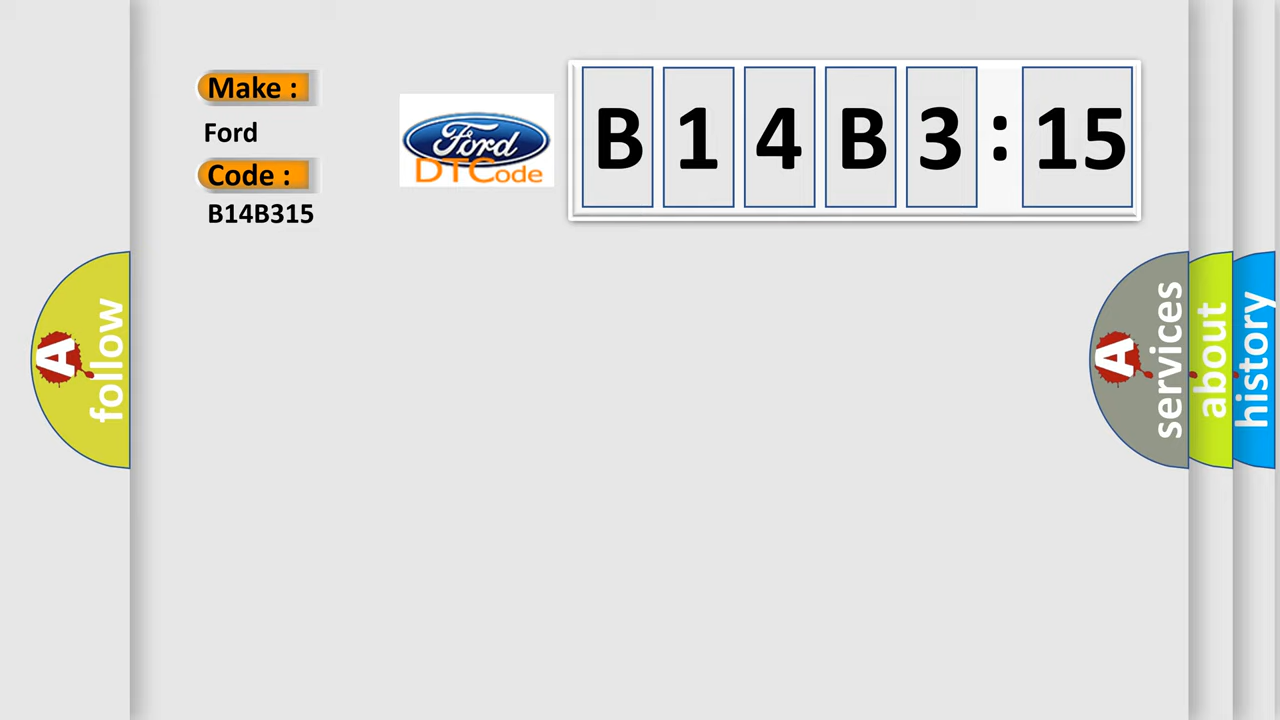 Make :
Ford
Code :
B14B315
Ford
DTCode
B 1 4 B 3 : 15
A follow
A services
about
history